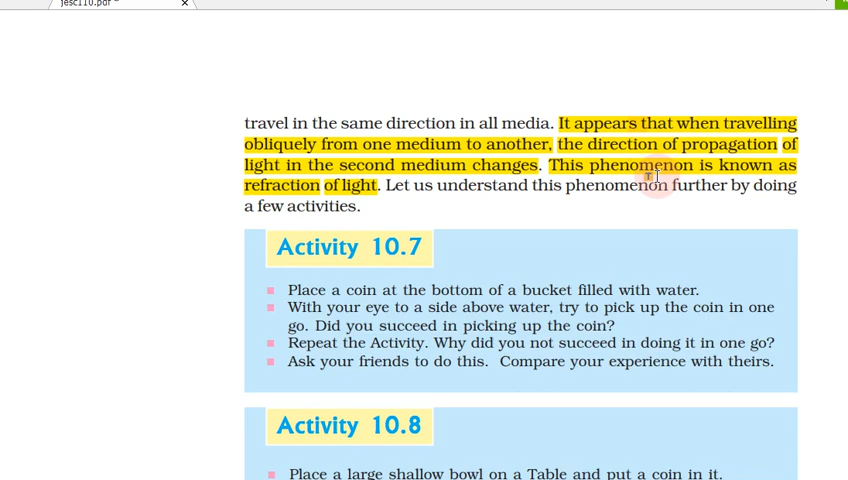 jesc110.pdf
travel in the same direction in all media. It appears that when travelling
obliquely from one medium to another, the direction of propagation of
light in the second medium changes. This phenomenon is known as
refraction of light. Let us understand this phenomenon further by doing
a few activities.
Activity 10.7
Place a coin at the bottom of a bucket filled with water.
With your eye to a side above water, try to pick up the coin in one
go. Did you succeed in picking up the coin?
Repeat the Activity. Why did you not succeed in doing it in one go?
Ask your friends to do this. Compare your experience with theirs.
Activity 10.8
Place a large shallow bowl on a Table and put a coin in it.